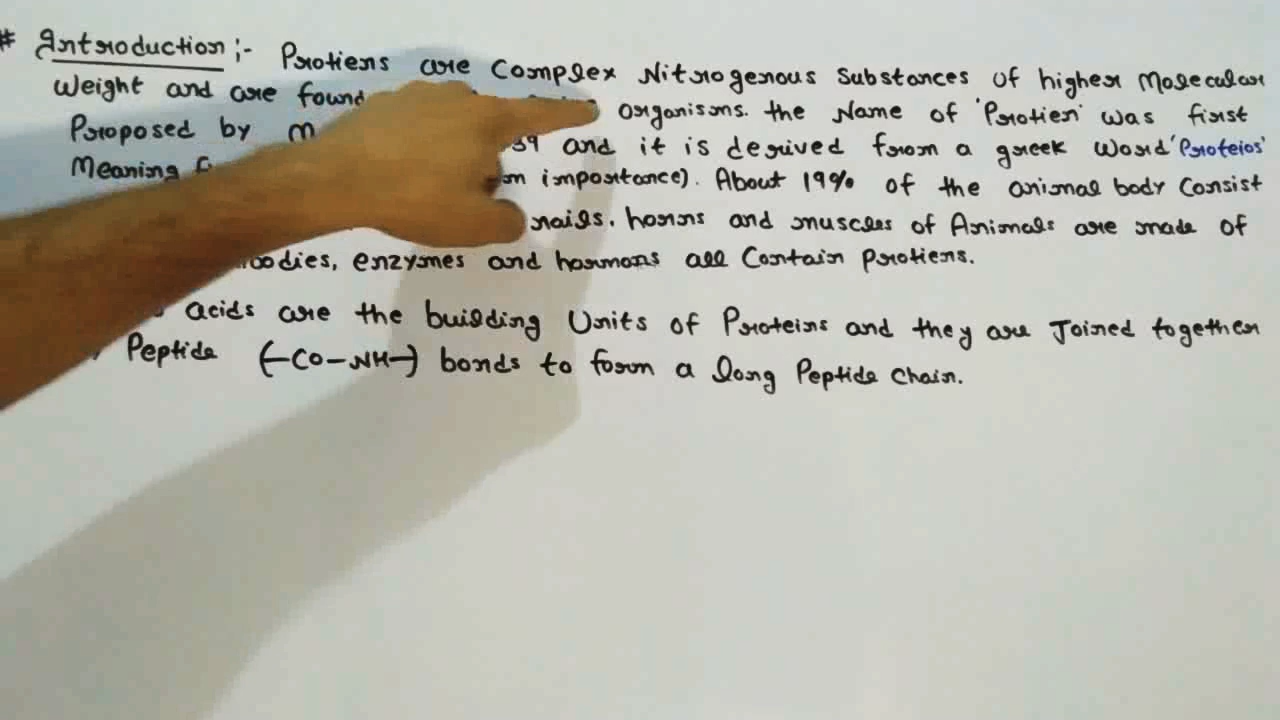 # Introduction :- Protiens are Complex Nitrogenous Substances of higher Molecular
Weight and are found organisms. the Name of 'Protien' was first
Proposed by and it is derived from a greek word 'Proteios'
Meaning importance). About 19% of the animal body Consist
nails, horns and muscles of Animals are made of
enzymes and harmons all Contain protiens.
acids are the building Units of Proteins and they are Joined together
Peptide (-CO-NH-) bonds to form a long Peptide Chain.